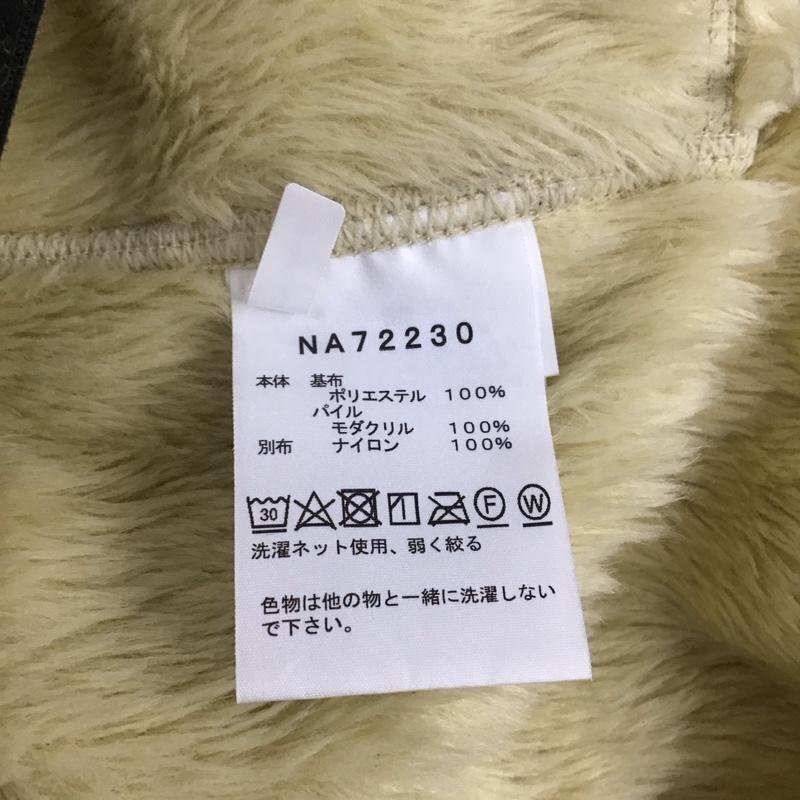 NA72230
本体 基布
ポリエステル 100%
パイル
モダクリル 100%
別布 ナイロン 100%
30 F W
洗濯ネット使用、弱く絞る
色物は他の物と一緒に洗濯しない
で下さい。